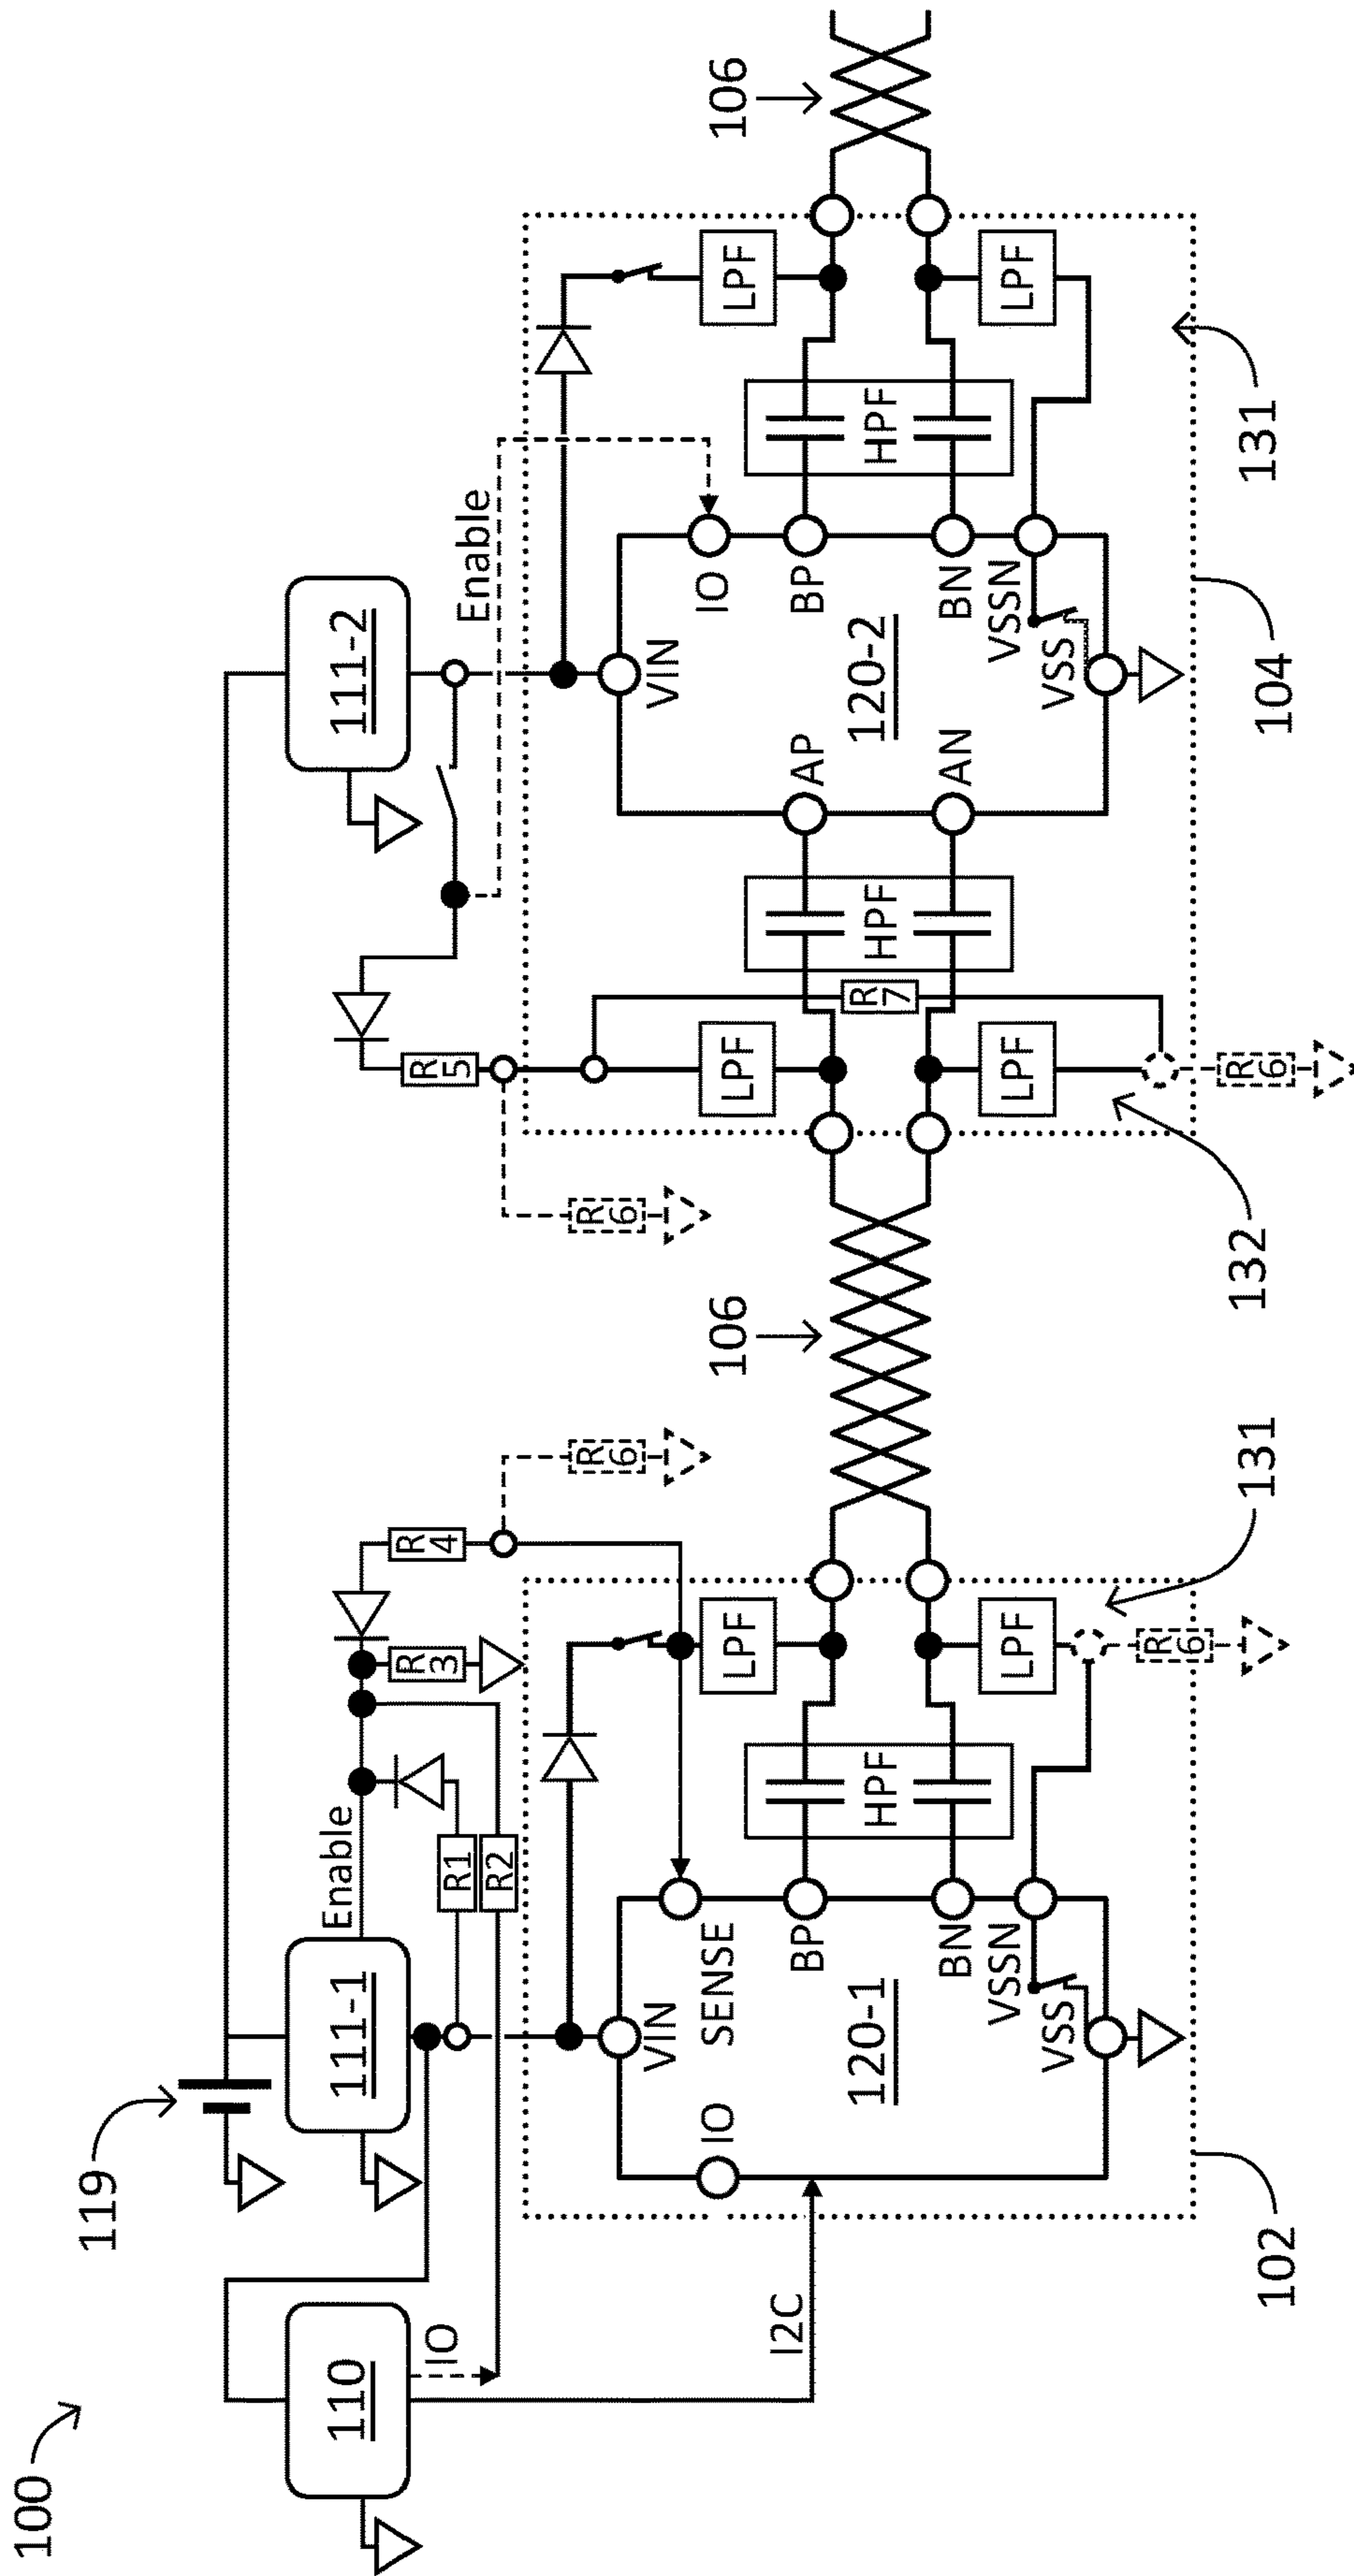 100
119
110
IO
I2C
111-1
Enable
R1
R2
R3
R4
R6
VIN
IO
SENSE
120-1
BP
BN
VSSN
VSS
HPF
LPF
LPF
R6
131
102
106
111-2
Enable
R5
R6
LPF
LPF
R7
R6
132
HPF
AP
AN
VIN
IO
120-2
BP
BN
VSSN
VSS
HPF
LPF
LPF
131
104
106